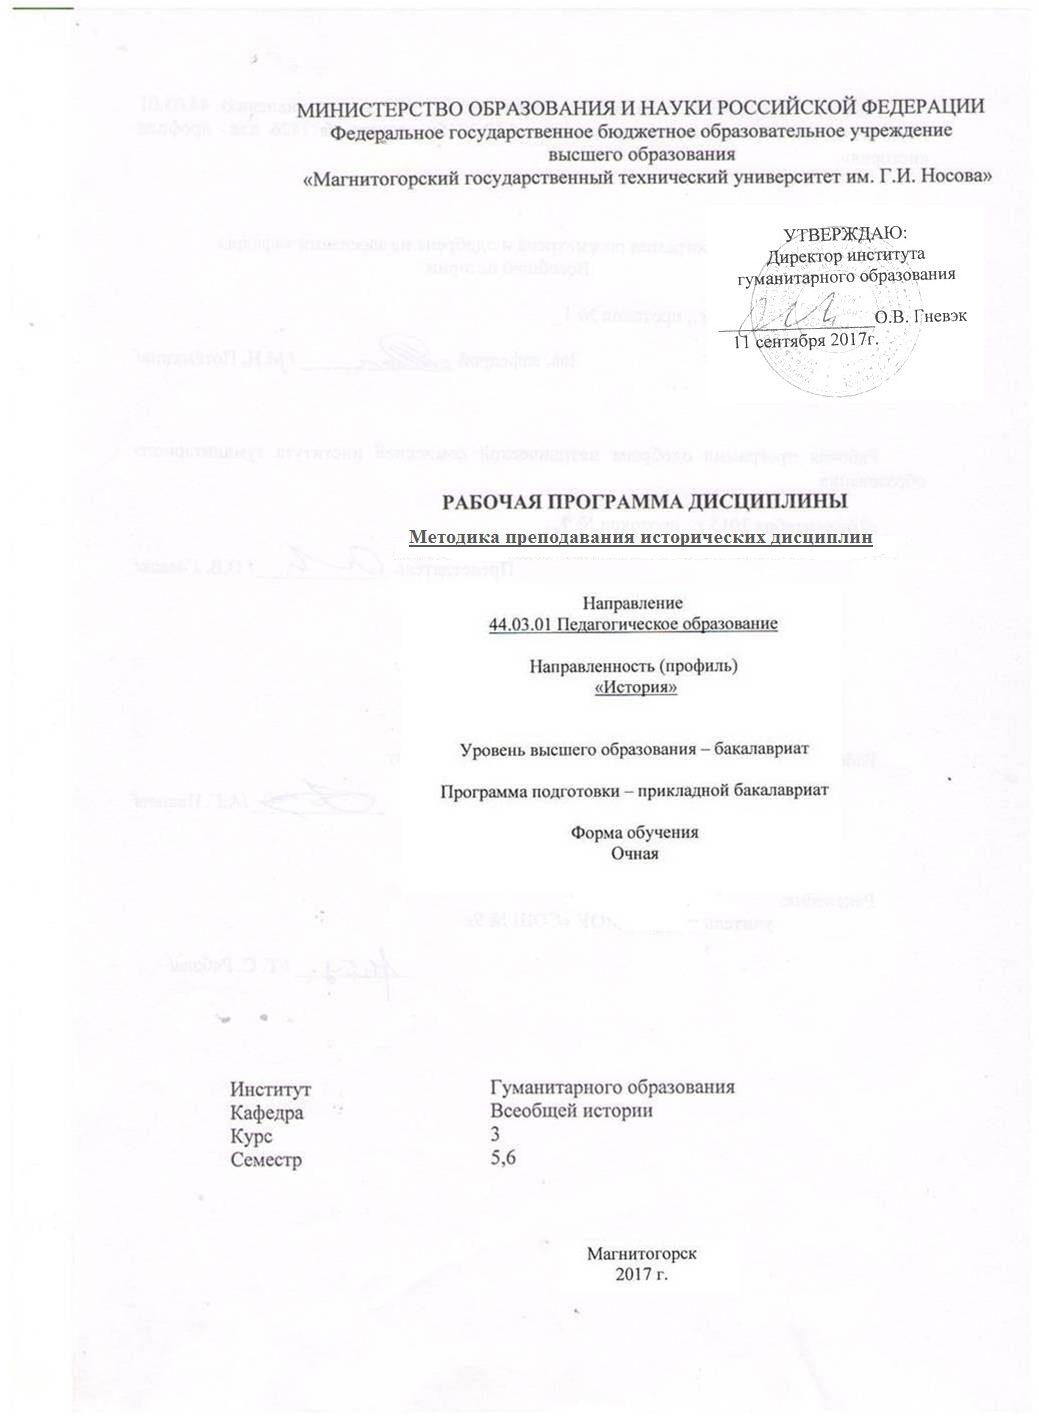 МИНИСТЕРСТВО ОБРАЗОВАНИЯ И НАУКИ РОССИЙСКОЙ ФЕДЕРАЦИИ
Федеральное государственное бюджетное образовательное учреждение
высшего образования
«Магнитогорский государственный технический университет им. Г.И. Носова»
УТВЕРЖДАЮ:
Директор института
гуманитарного образования
О.В. Гневэк
11 сентября 2017г.
РАБОЧАЯ ПРОГРАММА ДИСЦИПЛИНЫ
Методика преподавания исторических дисциплин
Направление
44.03.01 Педагогическое образование
Направленность (профиль)
«История»
Уровень высшего образования – бакалавриат
Программа подготовки – прикладной бакалавриат
Форма обучения
Очная
Институт Гуманитарного образования
Кафедра Всеобщей истории
Курс 3
Семестр 5,6
Магнитогорск
2017 г.